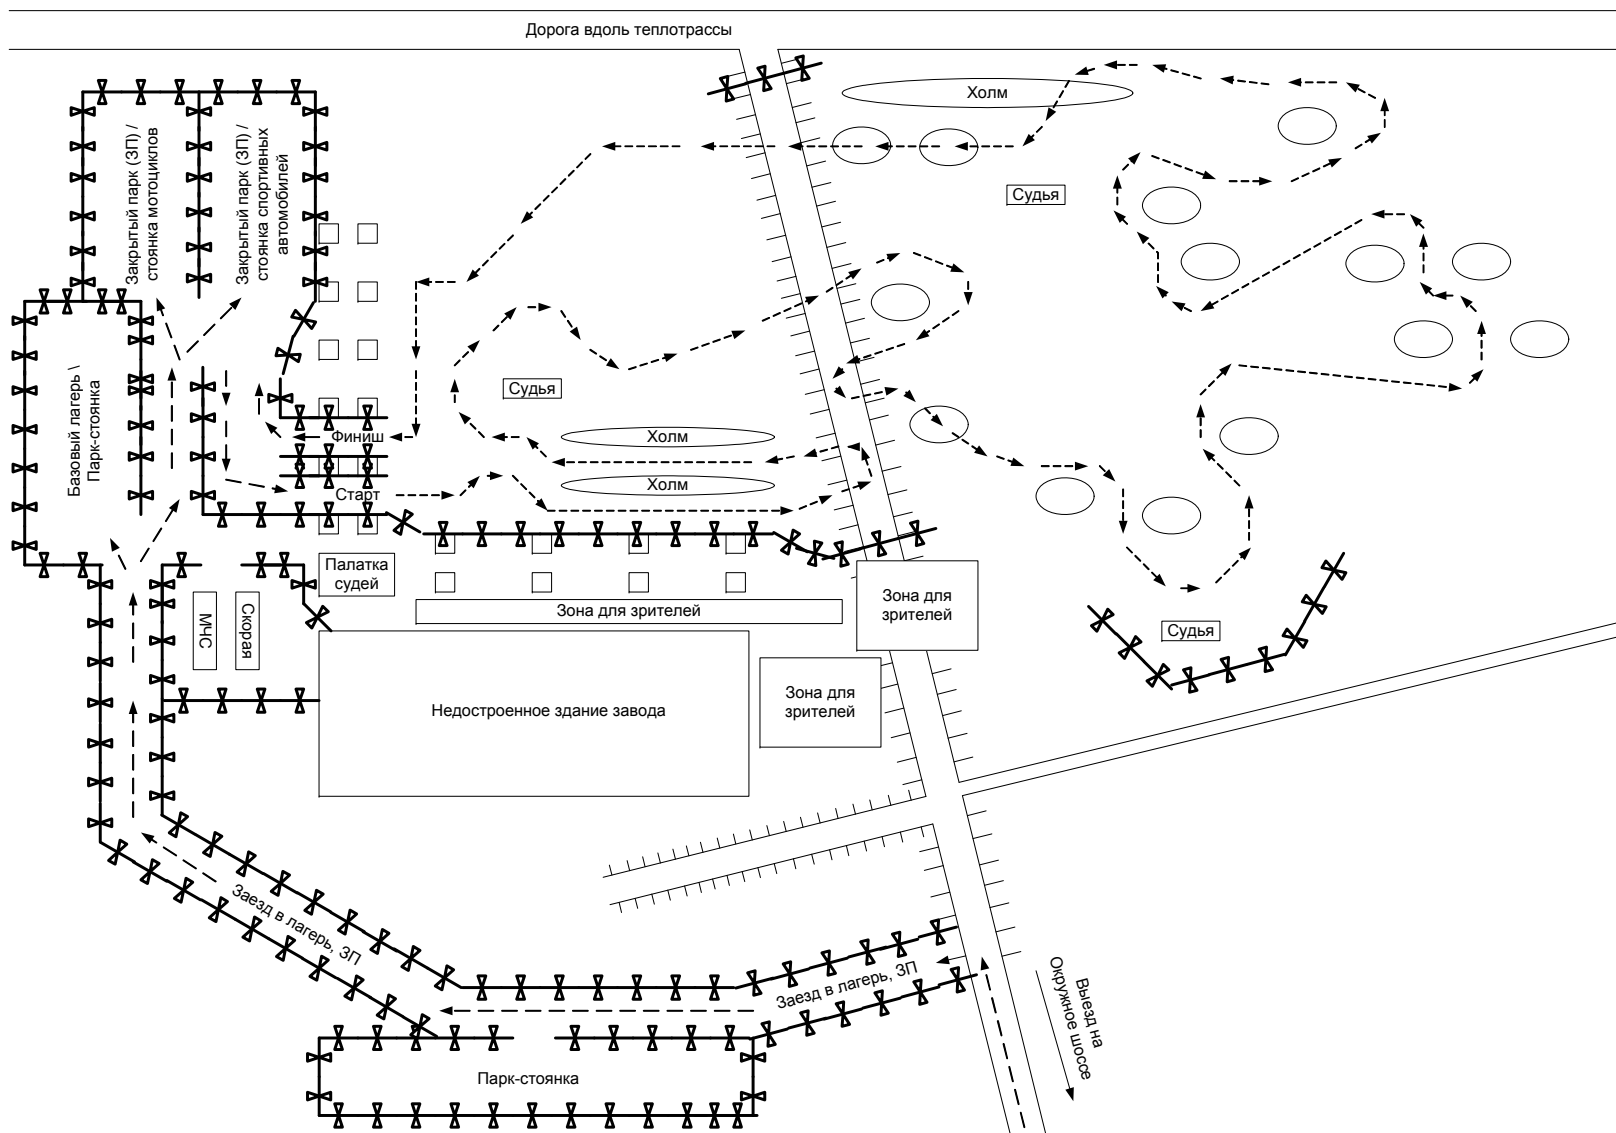 Дорога вдоль теплотрассы
Холм
Закрытый парк (ЗП) /
стоянка мотоциклов
Закрытый парк (ЗП) /
стоянка спортивных
автомобилей
Судья
Базовый лагерь \
Парк-стоянка
Судья
Финиш
Холм
Холм
Старт
Палатка
судей
Зона для зрителей
Зона для
зрителей
МЧС
Скорая
Судья
Недостроенное здание завода
Зона для
зрителей
Заезд в лагерь, ЗП
Заезд в лагерь, ЗП
Выезд на
Окружное шоссе
Парк-стоянка